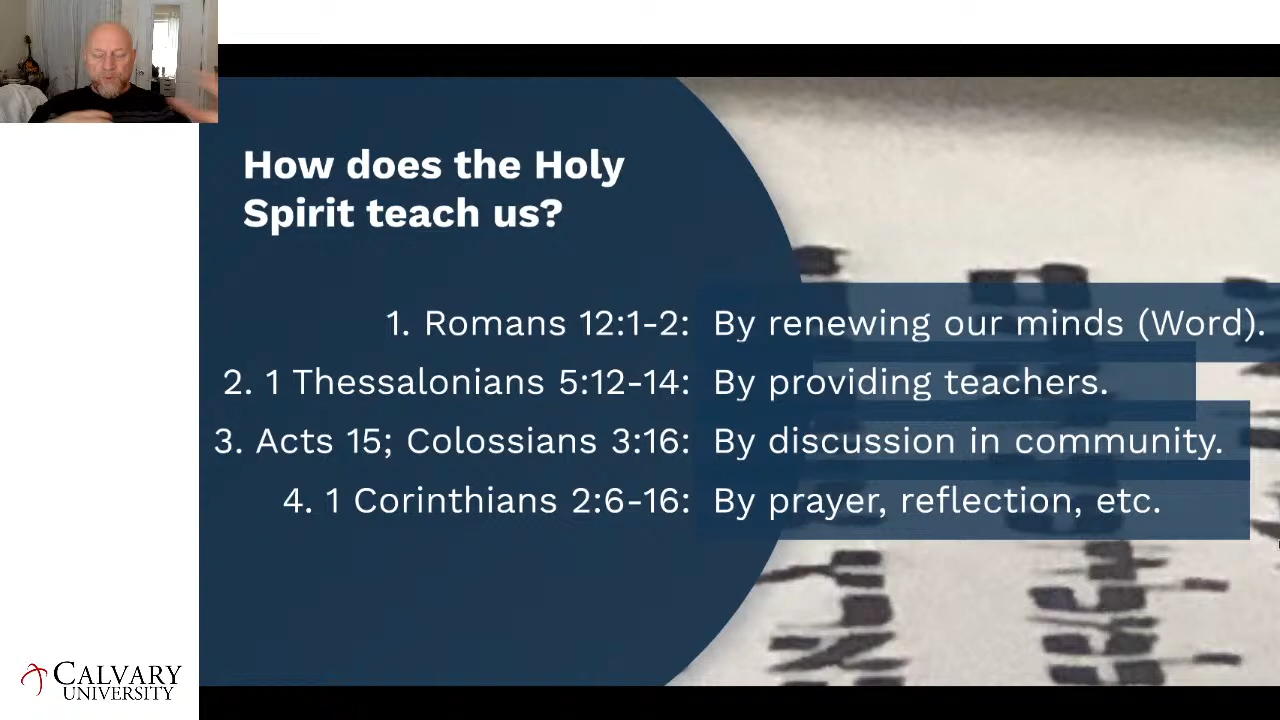 How does the Holy
Spirit teach us?
1. Romans 12:1-2: By renewing our minds (Word).
2. 1 Thessalonians 5:12-14: By providing teachers.
3. Acts 15; Colossians 3:16: By discussion in community.
4. 1 Corinthians 2:6-16: By prayer, reflection, etc.
CALVARY
UNIVERSITY